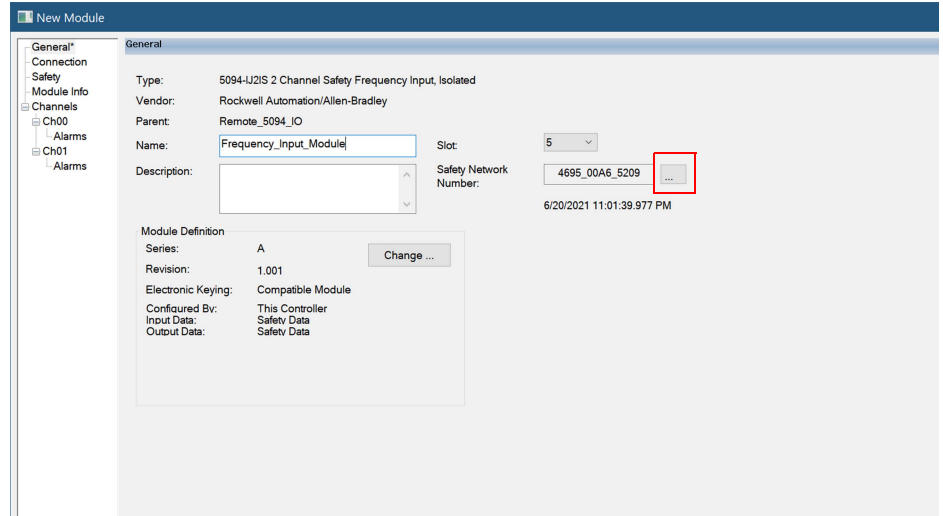 New Module
General*
Connection
Safety
Module Info
Channels
Ch00
Alarms
Ch01
Alarms
General
Type: 5094-IJ2IS 2 Channel Safety Frequency Input, Isolated
Vendor: Rockwell Automation/Allen-Bradley
Parent: Remote_5094_IO
Name: Frequency_Input_Module Slot: 5
Description: Safety Network Number: 4695_00A6_5209 ...
6/20/2021 11:01:39.977 PM
Module Definition
Series: A Change ...
Revision: 1.001
Electronic Keying: Compatible Module
Configured By: This Controller
Input Data: Safety Data
Output Data: Safety Data